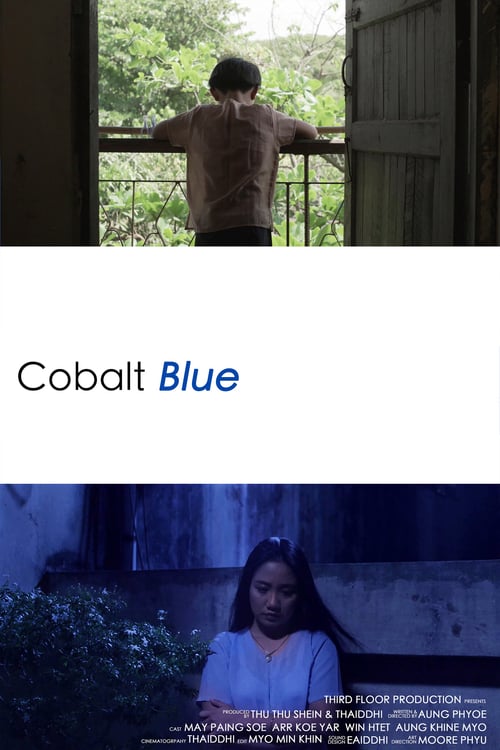 Cobalt Blue
THIRD FLOOR PRODUCTION PRESENTS
PRODUCED BY THU THU SHEIN & THAIDDHI WRITTEN & DIRECTED BY AUNG PHYOE
CAST MAY PAING SOE ARR KOE YAR WIN HTET AUNG KHINE MYO
CINEMATOGRPAHY THAIDDHI EDIT MYO MIN KHIN SOUND DESIGN EAIDDHI ART DIRECTION MOORE PHYU